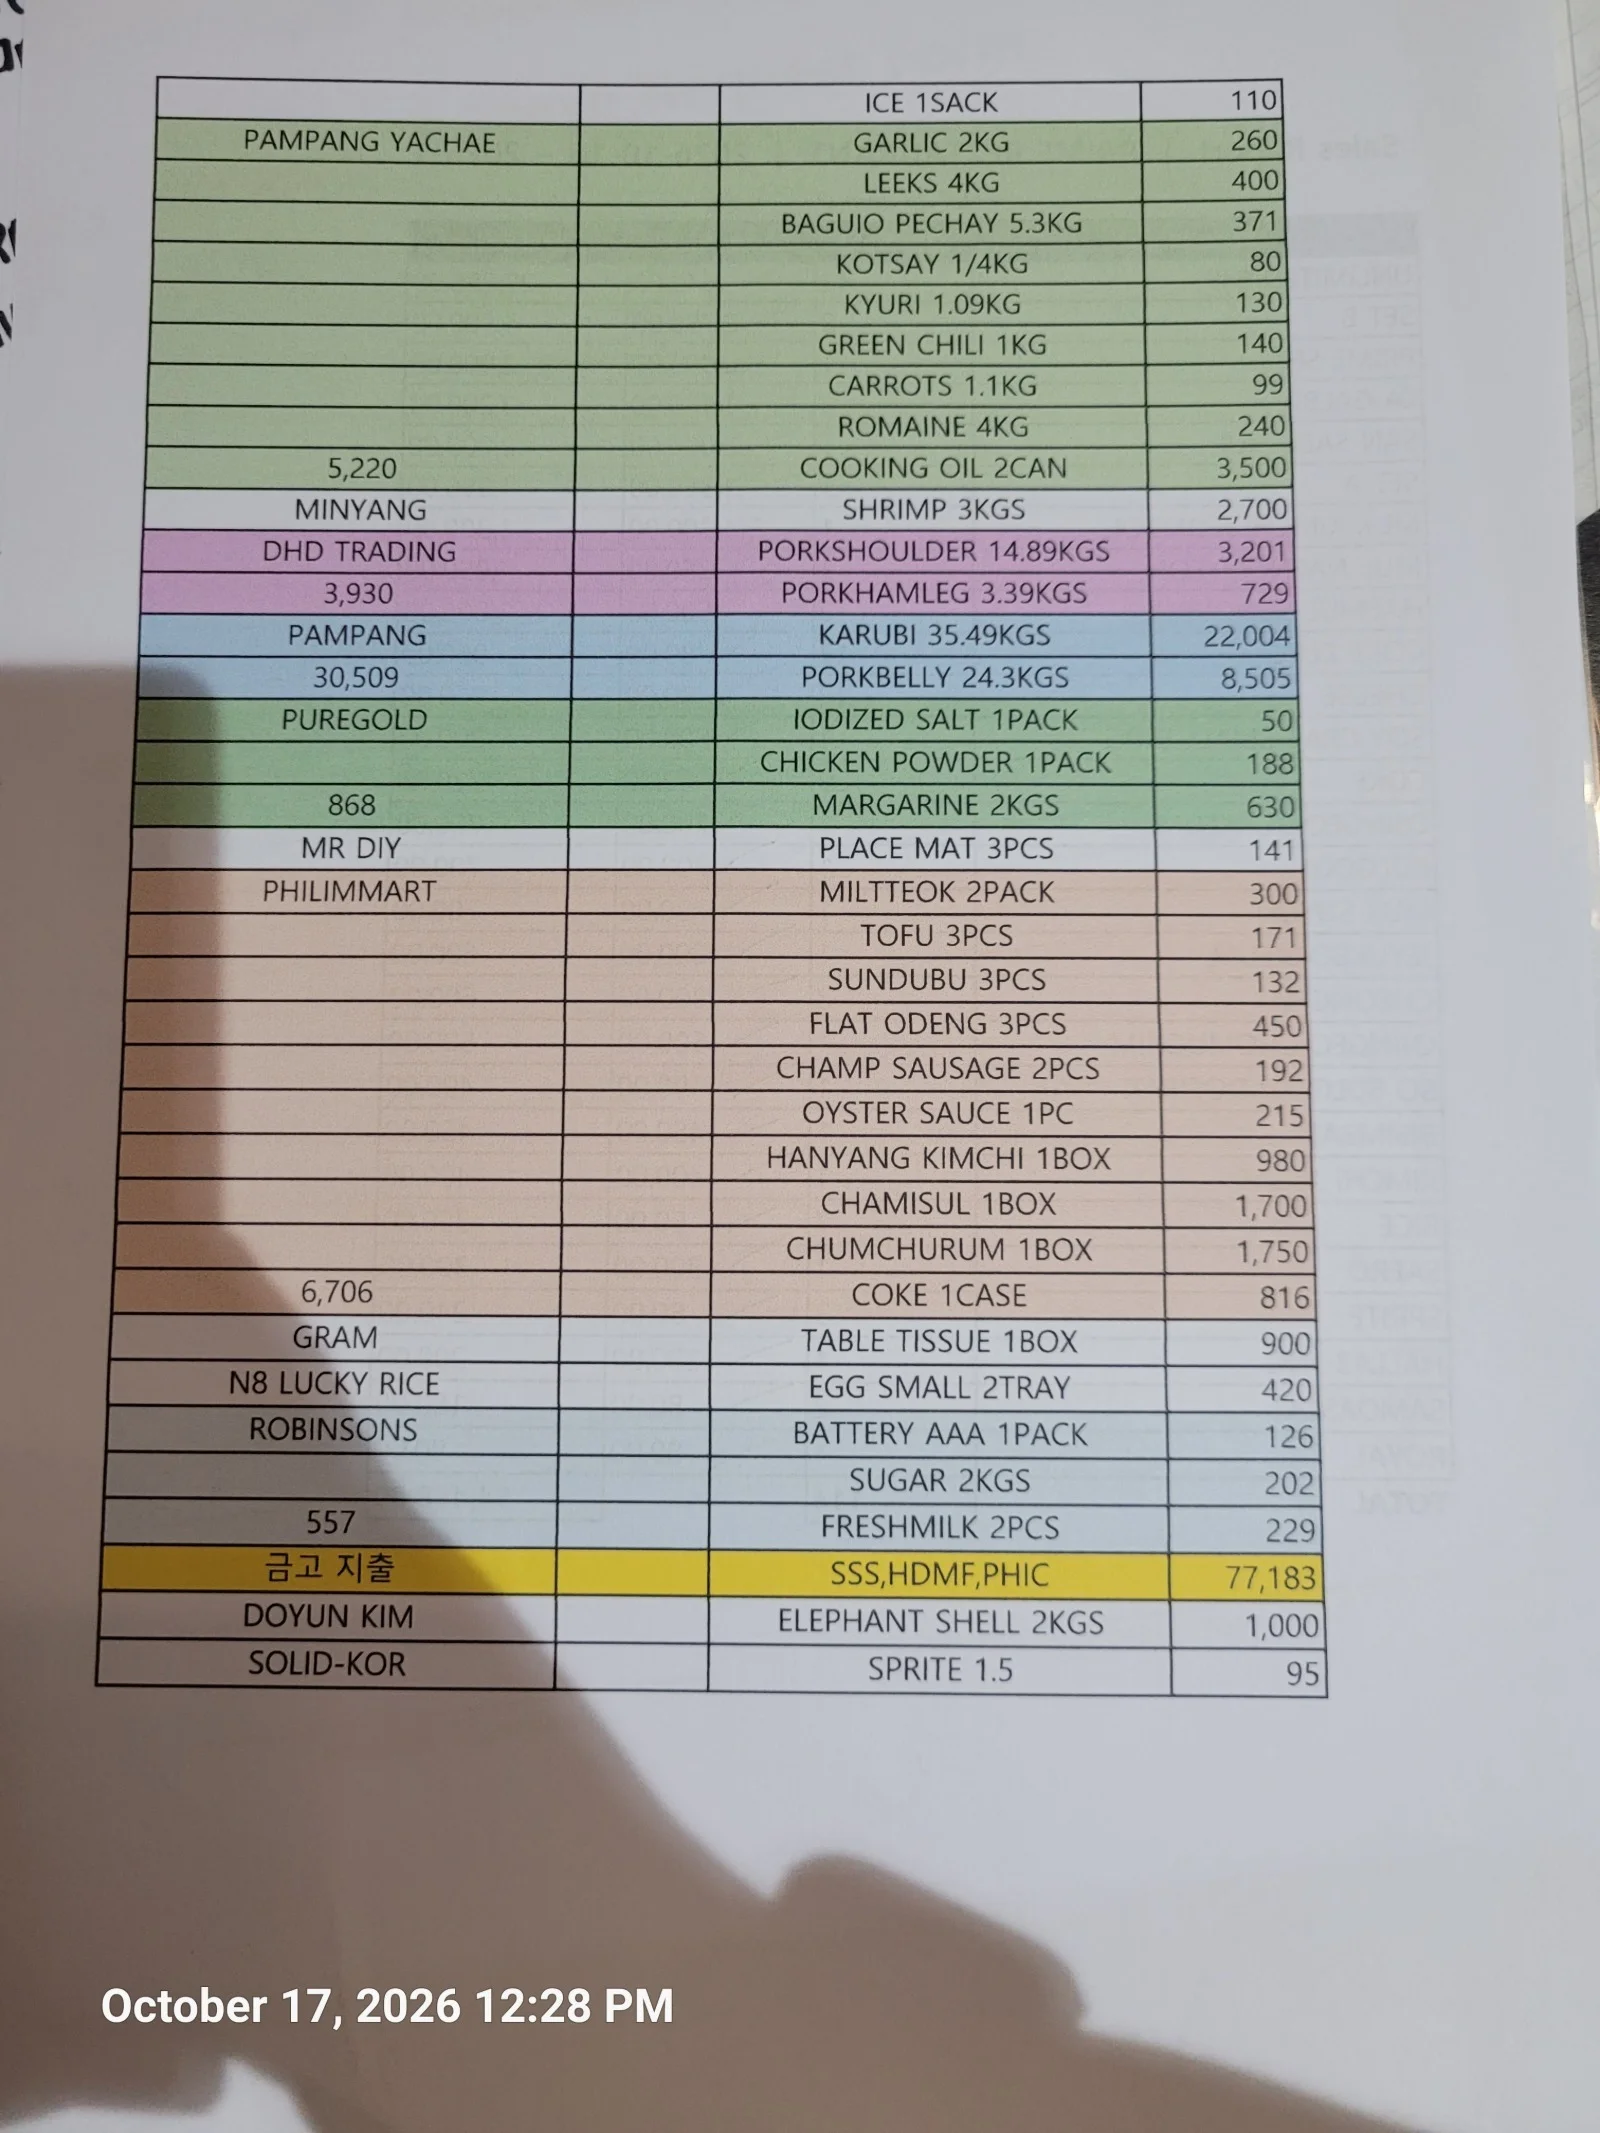 ICE 1SACK 110
PAMPANG YACHAE GARLIC 2KG 260
LEEKS 4KG 400
BAGUIO PECHAY 5.3KG 371
KOTSAY 1/4KG 80
KYURI 1.09KG 130
GREEN CHILI 1KG 140
CARROTS 1.1KG 99
ROMAINE 4KG 240
5,220 COOKING OIL 2CAN 3,500
MINYANG SHRIMP 3KGS 2,700
DHD TRADING PORKSHOULDER 14.89KGS 3,201
3,930 PORKHAMLEG 3.39KGS 729
PAMPANG KARUBI 35.49KGS 22,004
30,509 PORKBELLY 24.3KGS 8,505
PUREGOLD IODIZED SALT 1PACK 50
CHICKEN POWDER 1PACK 188
868 MARGARINE 2KGS 630
MR DIY PLACE MAT 3PCS 141
PHILIMMART MILTTEOK 2PACK 300
TOFU 3PCS 171
SUNDUBU 3PCS 132
FLAT ODENG 3PCS 450
CHAMP SAUSAGE 2PCS 192
OYSTER SAUCE 1PC 215
HANYANG KIMCHI 1BOX 980
CHAMISUL 1BOX 1,700
CHUMCHURUM 1BOX 1,750
6,706 COKE 1CASE 816
GRAM TABLE TISSUE 1BOX 900
N8 LUCKY RICE EGG SMALL 2TRAY 420
ROBINSONS BATTERY AAA 1PACK 126
SUGAR 2KGS 202
557 FRESHMILK 2PCS 229
금고 지출 SSS,HDMF,PHIC 77,183
DOYUN KIM ELEPHANT SHELL 2KGS 1,000
SOLID-KOR SPRITE 1.5 95
October 17, 2026 12:28 PM